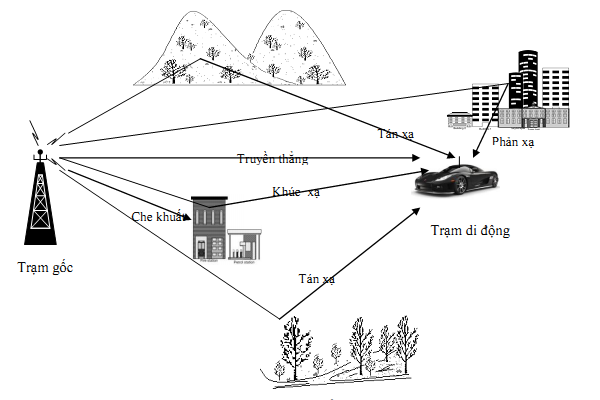 Tán xạ
Phản xạ
Truyền thẳng
Khúc xạ
Che khuất
Trạm di động
Trạm gốc
Tán xạ